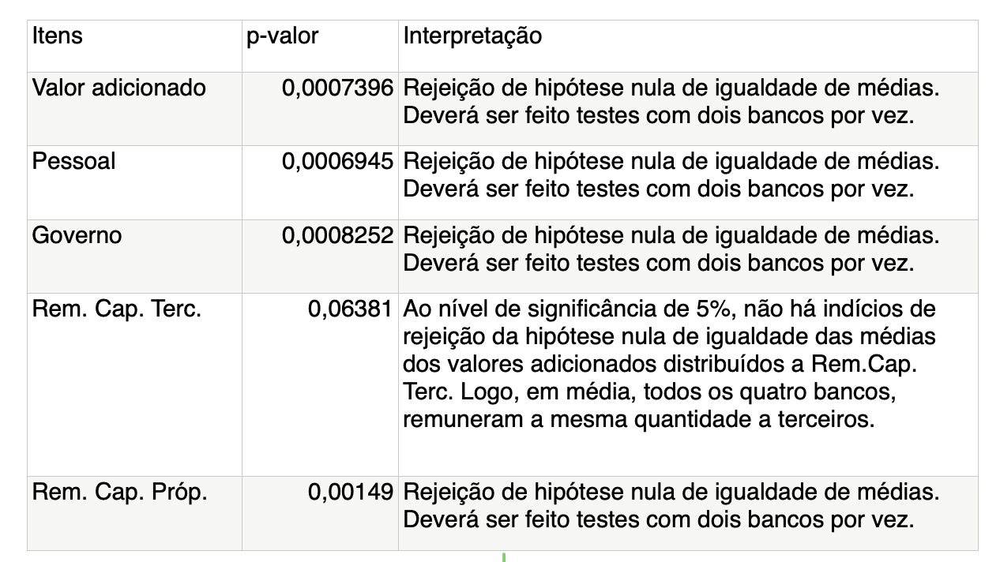 Itens p-valor Interpretação
Valor adicionado 0,0007396 Rejeição de hipótese nula de igualdade de médias.
Deverá ser feito testes com dois bancos por vez.
Pessoal 0,0006945 Rejeição de hipótese nula de igualdade de médias.
Deverá ser feito testes com dois bancos por vez.
Governo 0,0008252 Rejeição de hipótese nula de igualdade de médias.
Deverá ser feito testes com dois bancos por vez.
Rem. Cap. Terc. 0,06381 Ao nível de significância de 5%, não há indícios de
rejeição da hipótese nula de igualdade das médias
dos valores adicionados distribuídos a Rem.Cap.
Terc. Logo, em média, todos os quatro bancos,
remuneram a mesma quantidade a terceiros.
Rem. Cap. Próp. 0,00149 Rejeição de hipótese nula de igualdade de médias.
Deverá ser feito testes com dois bancos por vez.